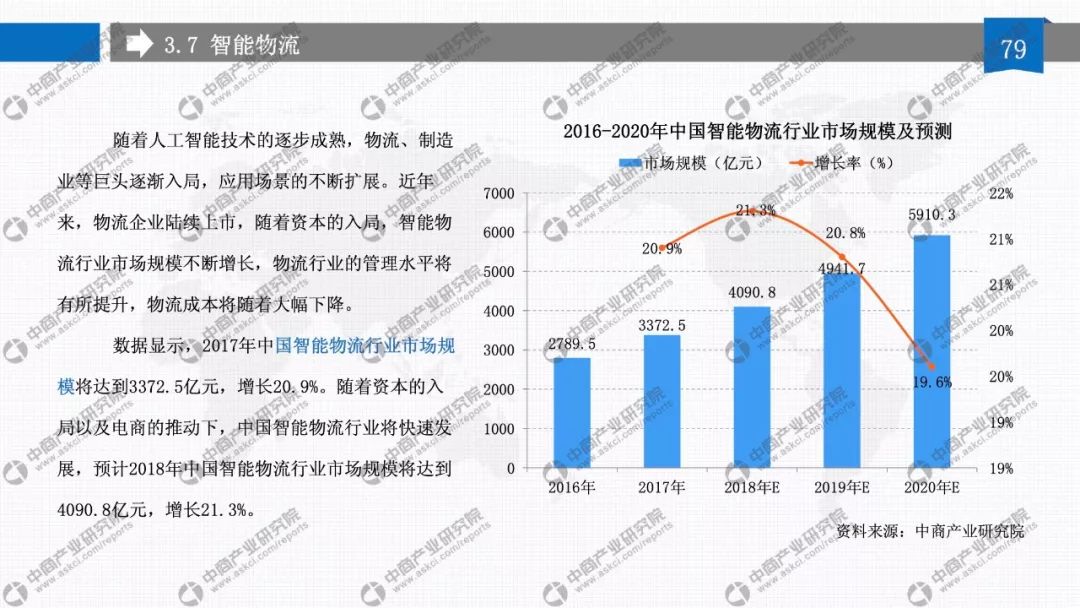 3.7 智能物流
79
随着人工智能技术的逐步成熟，物流、制造
业等巨头逐渐入局，应用场景的不断扩展。近年
来，物流企业陆续上市，随着资本的入局，智能物
流行业市场规模不断增长，物流行业的管理水平将
有所提升，物流成本将随着大幅下降。
数据显示，2017年中国智能物流行业市场规
模将达到3372.5亿元，增长20.9%。随着资本的入
局以及电商的推动下，中国智能物流行业将快速发
展，预计2018年中国智能物流行业市场规模将达到
4090.8亿元，增长21.3%。
2016-2020年中国智能物流行业市场规模及预测
市场规模（亿元） 增长率（%）
7000
6000
5000
4000
3000
2000
1000
0
2789.5
3372.5
4090.8
4941.7
5910.3
20.9%
21.3%
20.8%
19.6%
22%
21%
21%
20%
20%
19%
19%
2016年 2017年 2018年E 2019年E 2020年E
资料来源：中商产业研究院
中商产业研究院
www.askci.com/reports